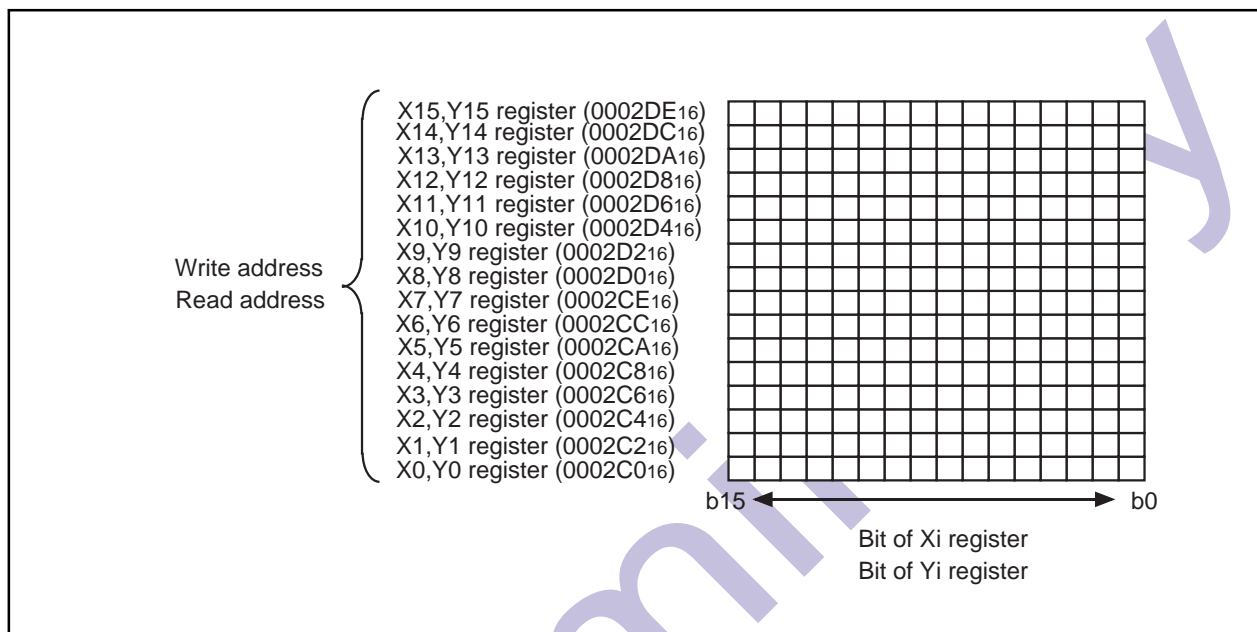 X15,Y15 register (0002DE16)
X14,Y14 register (0002DC16)
X13,Y13 register (0002DA16)
X12,Y12 register (0002D816)
X11,Y11 register (0002D616)
X10,Y10 register (0002D416)
X9,Y9 register (0002D216)
X8,Y8 register (0002D016)
X7,Y7 register (0002CE16)
X6,Y6 register (0002CC16)
X5,Y5 register (0002CA16)
X4,Y4 register (0002C816)
X3,Y3 register (0002C616)
X2,Y2 register (0002C416)
X1,Y1 register (0002C216)
X0,Y0 register (0002C016)
Write address
Read address
b15
b0
Bit of Xi register
Bit of Yi register